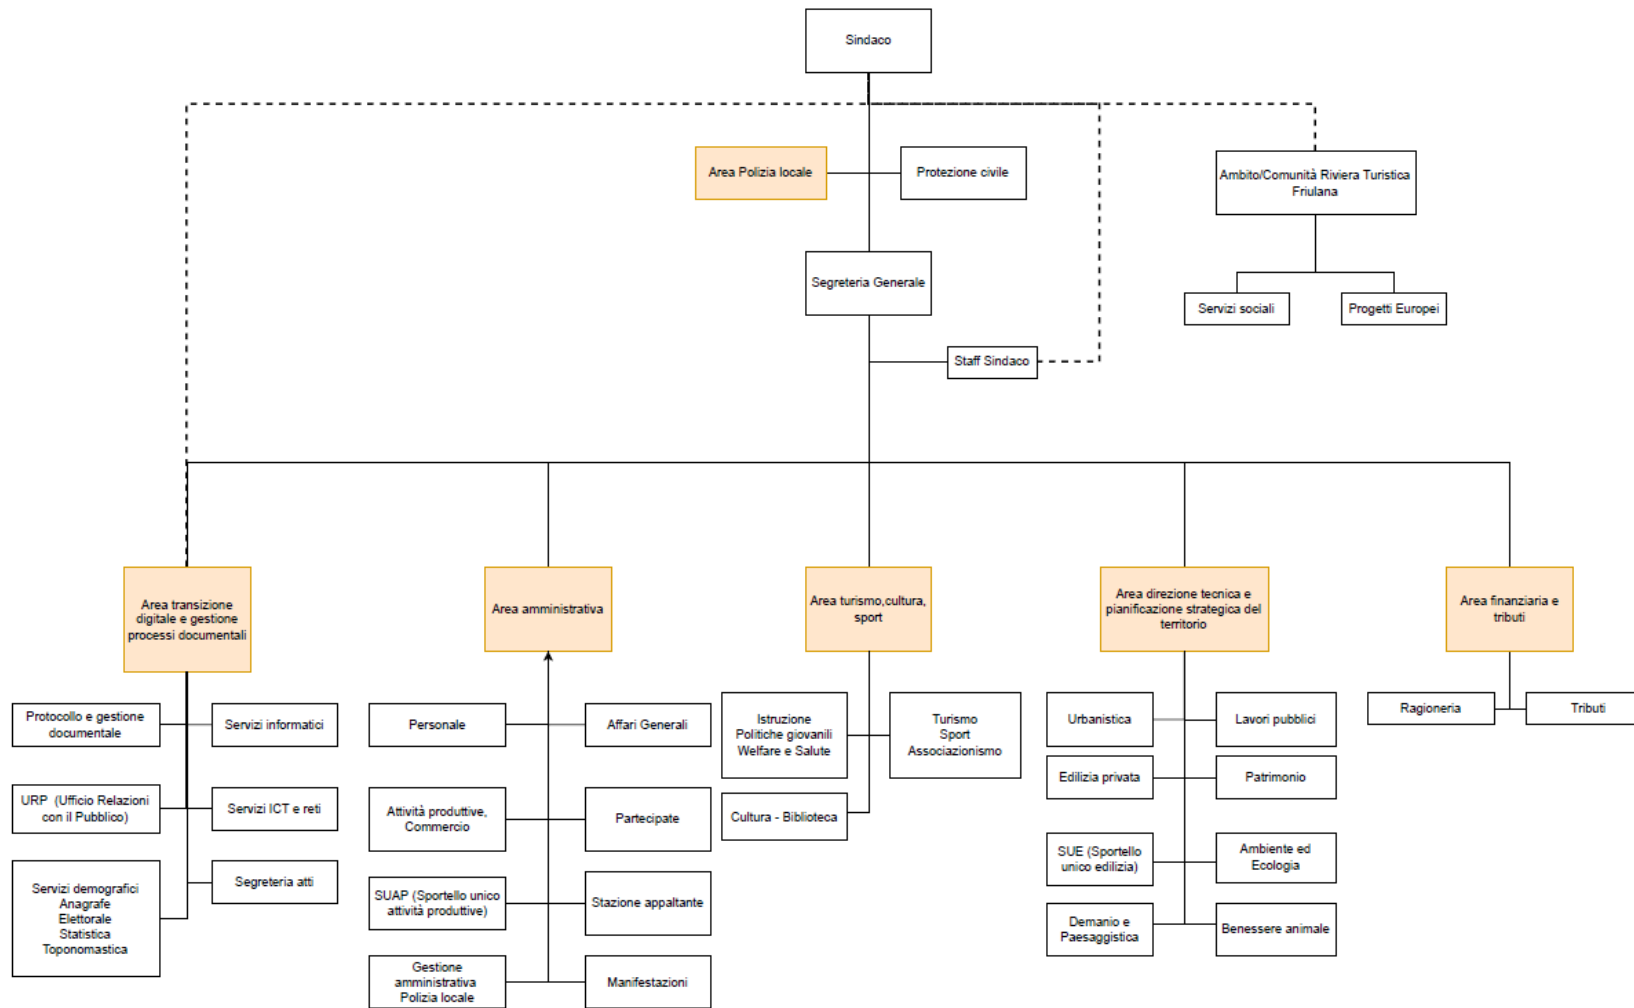 Sindaco
Area Polizia locale
Protezione civile
Ambito/Comunità Riviera Turistica
Friulana
Segreteria Generale
Servizi sociali
Progetti Europei
Staff Sindaco
Area transizione
digitale e gestione
processi documentali
Area amministrativa
Area turismo,cultura,
sport
Area direzione tecnica e
pianificazione strategica del
territorio
Area finanziaria e
tributi
Protocollo e gestione
documentale
Servizi informatici
URP (Ufficio Relazioni
con il Pubblico)
Servizi ICT e reti
Servizi demografici
Anagrafe
Elettorale
Statistica
Toponomastica
Segreteria atti
Personale
Affari Generali
Attività produttive,
Commercio
Partecipate
SUAP (Sportello unico
attività produttive)
Stazione appaltante
Gestione
amministrativa
Polizia locale
Manifestazioni
Istruzione
Politiche giovanili
Welfare e Salute
Turismo
Sport
Associazionismo
Cultura - Biblioteca
Urbanistica
Lavori pubblici
Edilizia privata
Patrimonio
SUE (Sportello
unico edilizia)
Ambiente ed
Ecologia
Demanio e
Paesaggistica
Benessere animale
Ragioneria
Tributi